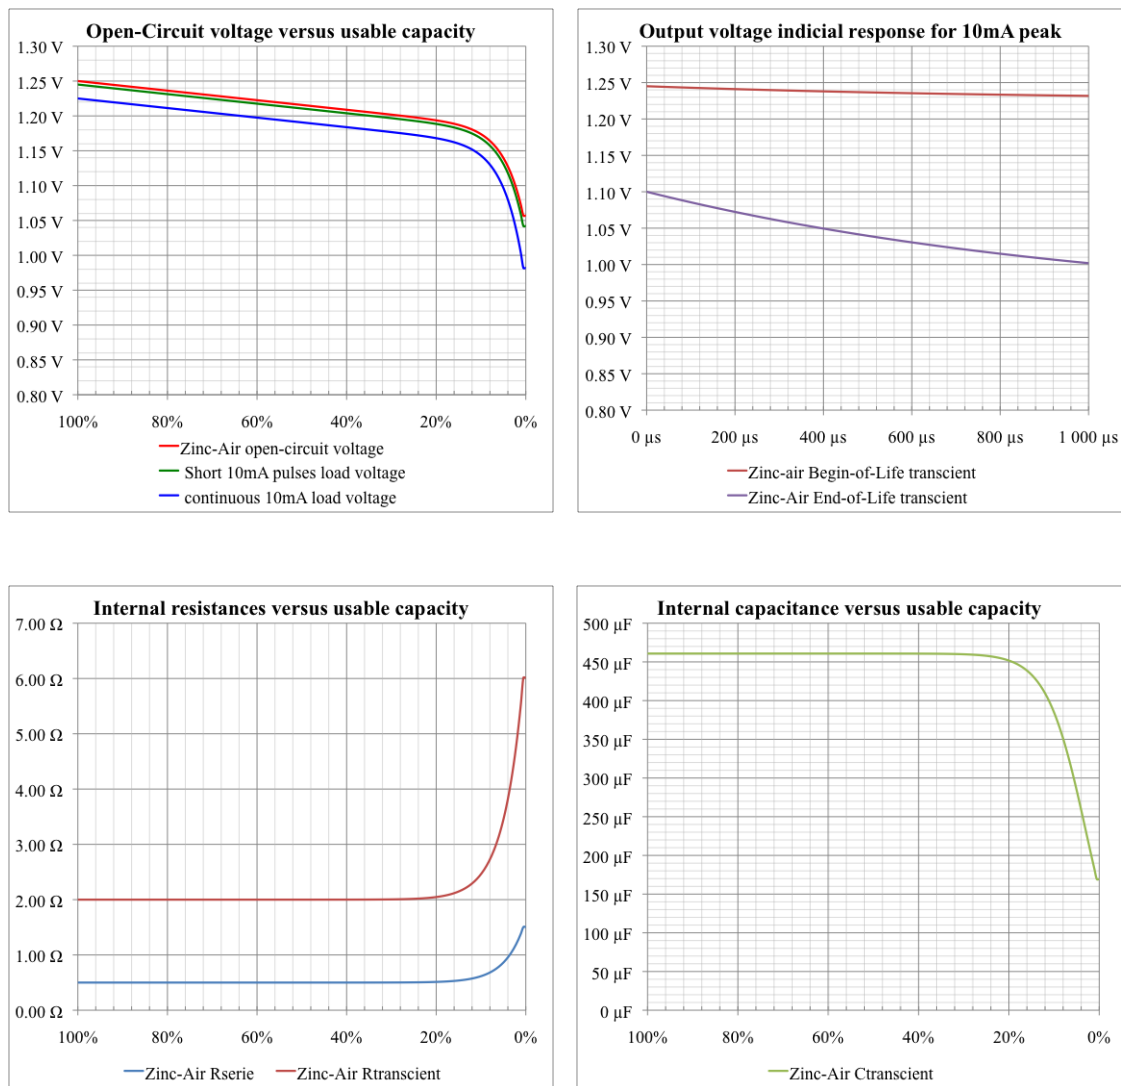 Open-Circuit voltage versus usable capacity
1.30 V
1.25 V
1.20 V
1.15 V
1.10 V
1.05 V
1.00 V
0.95 V
0.90 V
0.85 V
0.80 V
100% 80% 60% 40% 20% 0%
Zinc-Air open-circuit voltage
Short 10mA pulses load voltage
continuous 10mA load voltage
Output voltage indicial response for 10mA peak
1.30 V
1.25 V
1.20 V
1.15 V
1.10 V
1.05 V
1.00 V
0.95 V
0.90 V
0.85 V
0.80 V
0 µs 200 µs 400 µs 600 µs 800 µs 1 000 µs
Zinc-air Begin-of-Life transcient
Zinc-Air End-of-Life transcient
Internal resistances versus usable capacity
7.00 Ω
6.00 Ω
5.00 Ω
4.00 Ω
3.00 Ω
2.00 Ω
1.00 Ω
0.00 Ω
100% 80% 60% 40% 20% 0%
Zinc-Air Rserie Zinc-Air Rtranscient
Internal capacitance versus usable capacity
500 µF
450 µF
400 µF
350 µF
300 µF
250 µF
200 µF
150 µF
100 µF
50 µF
0 µF
100% 80% 60% 40% 20% 0%
Zinc-Air Ctranscient